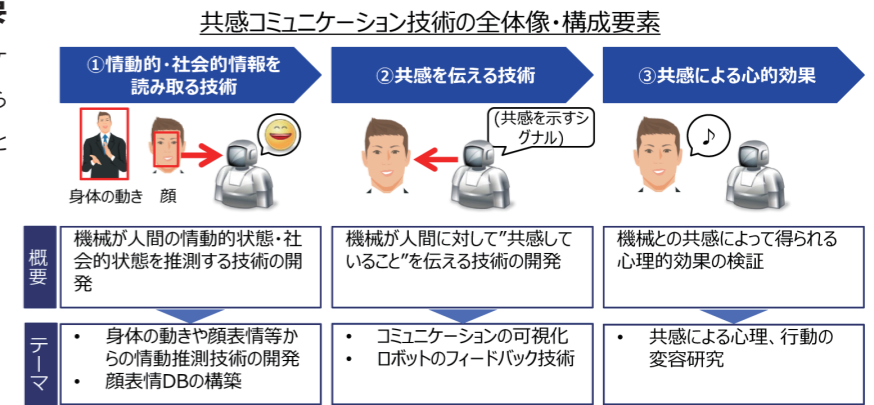 共感コミュニケーション技術の全体像・構成要素
①情動的・社会的情報を
読み取る技術
②共感を伝える技術
③共感による心的効果
(共感を示すシ
グナル)
♪
身体の動き 顔
概要
機械が人間の情動的状態・社
会的状態を推測する技術の開
発
機械が人間に対して”共感して
いること”を伝える技術の開発
機械との共感によって得られる
心理的効果の検証
テーマ
• 身体の動きや顔表情等か
らの情動推測技術の開発
• 顔表情DBの構築
• コミュニケーションの可視化
• ロボットのフィードバック技術
• 共感による心理、行動の
変容研究